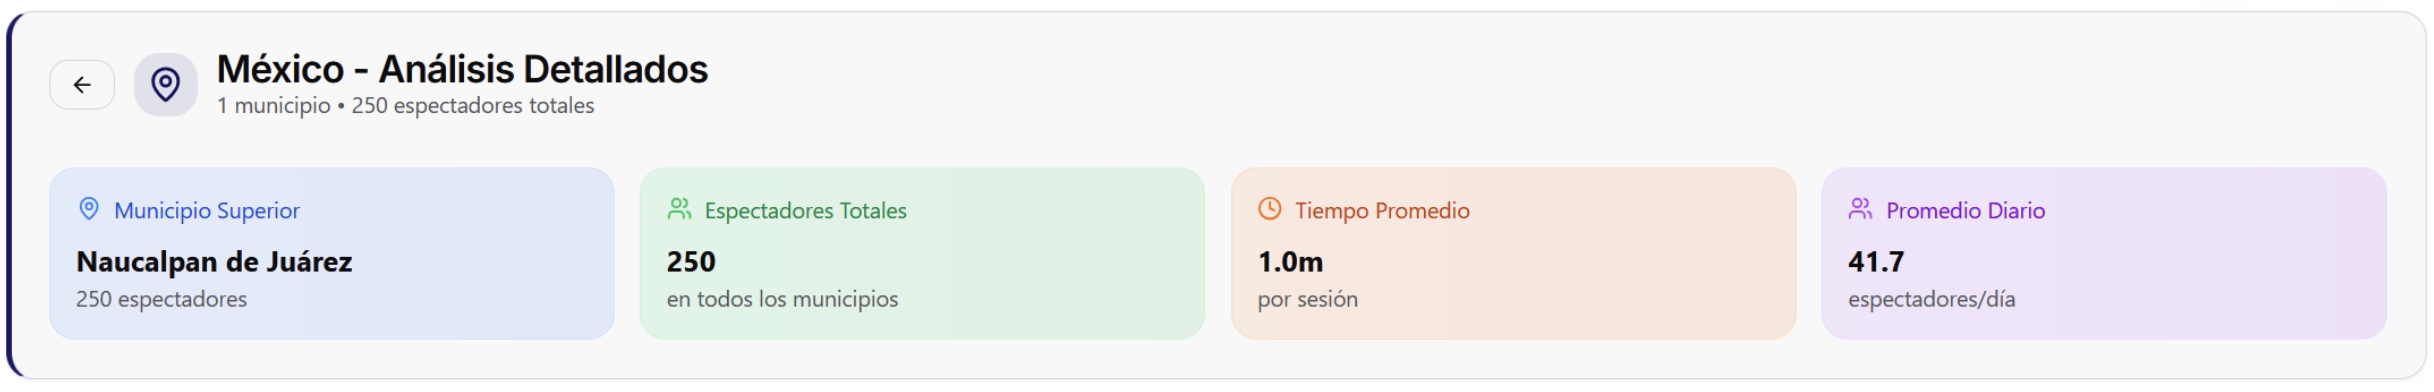 México - Análisis Detallados
1 municipio • 250 espectadores totales
Municipio Superior
Naucalpan de Juárez
250 espectadores
Espectadores Totales
250
en todos los municipios
Tiempo Promedio
1.0m
por sesión
Promedio Diario
41.7
espectadores/día